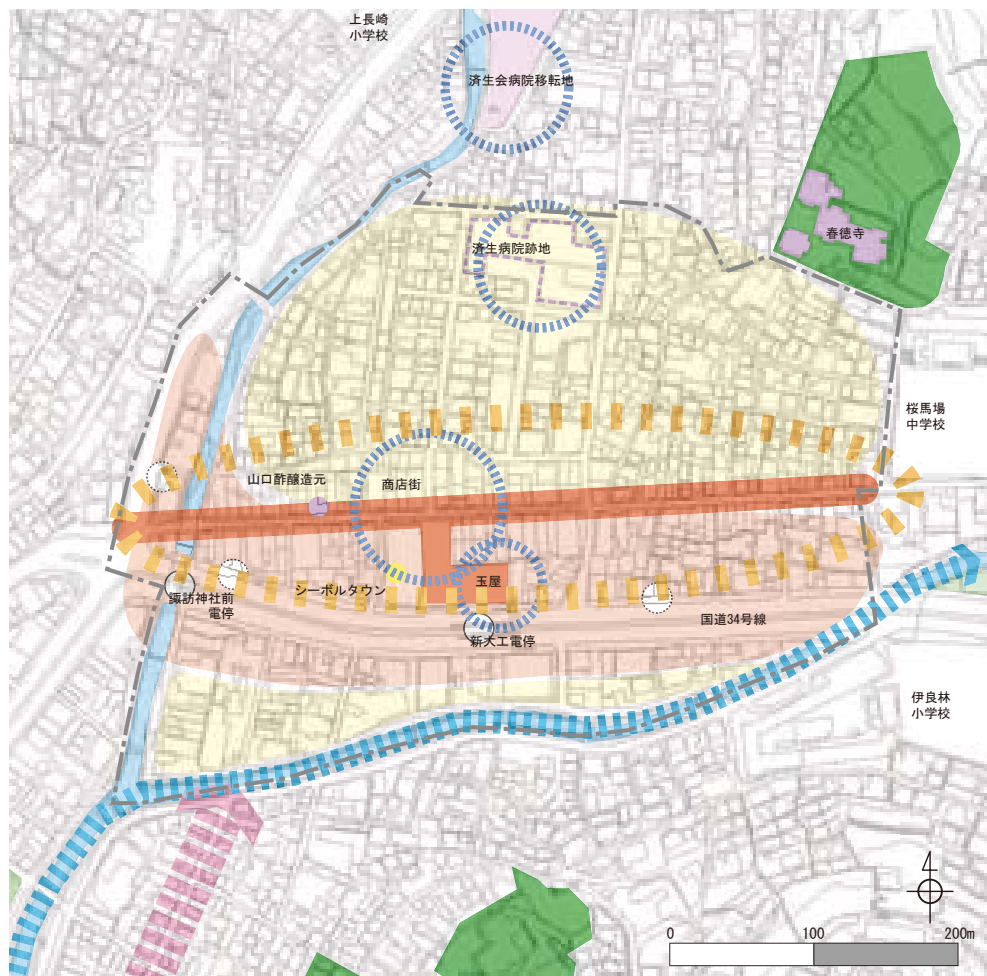 上長崎
小学校
済生会病院移転地
春徳寺
済生病院跡地
桜馬場
中学校
山口酢醸造元
商店街
シーボルタウン
玉屋
諏訪神社前
電停
国道34号線
新大工電停
伊良林
小学校
4
0
100
200m